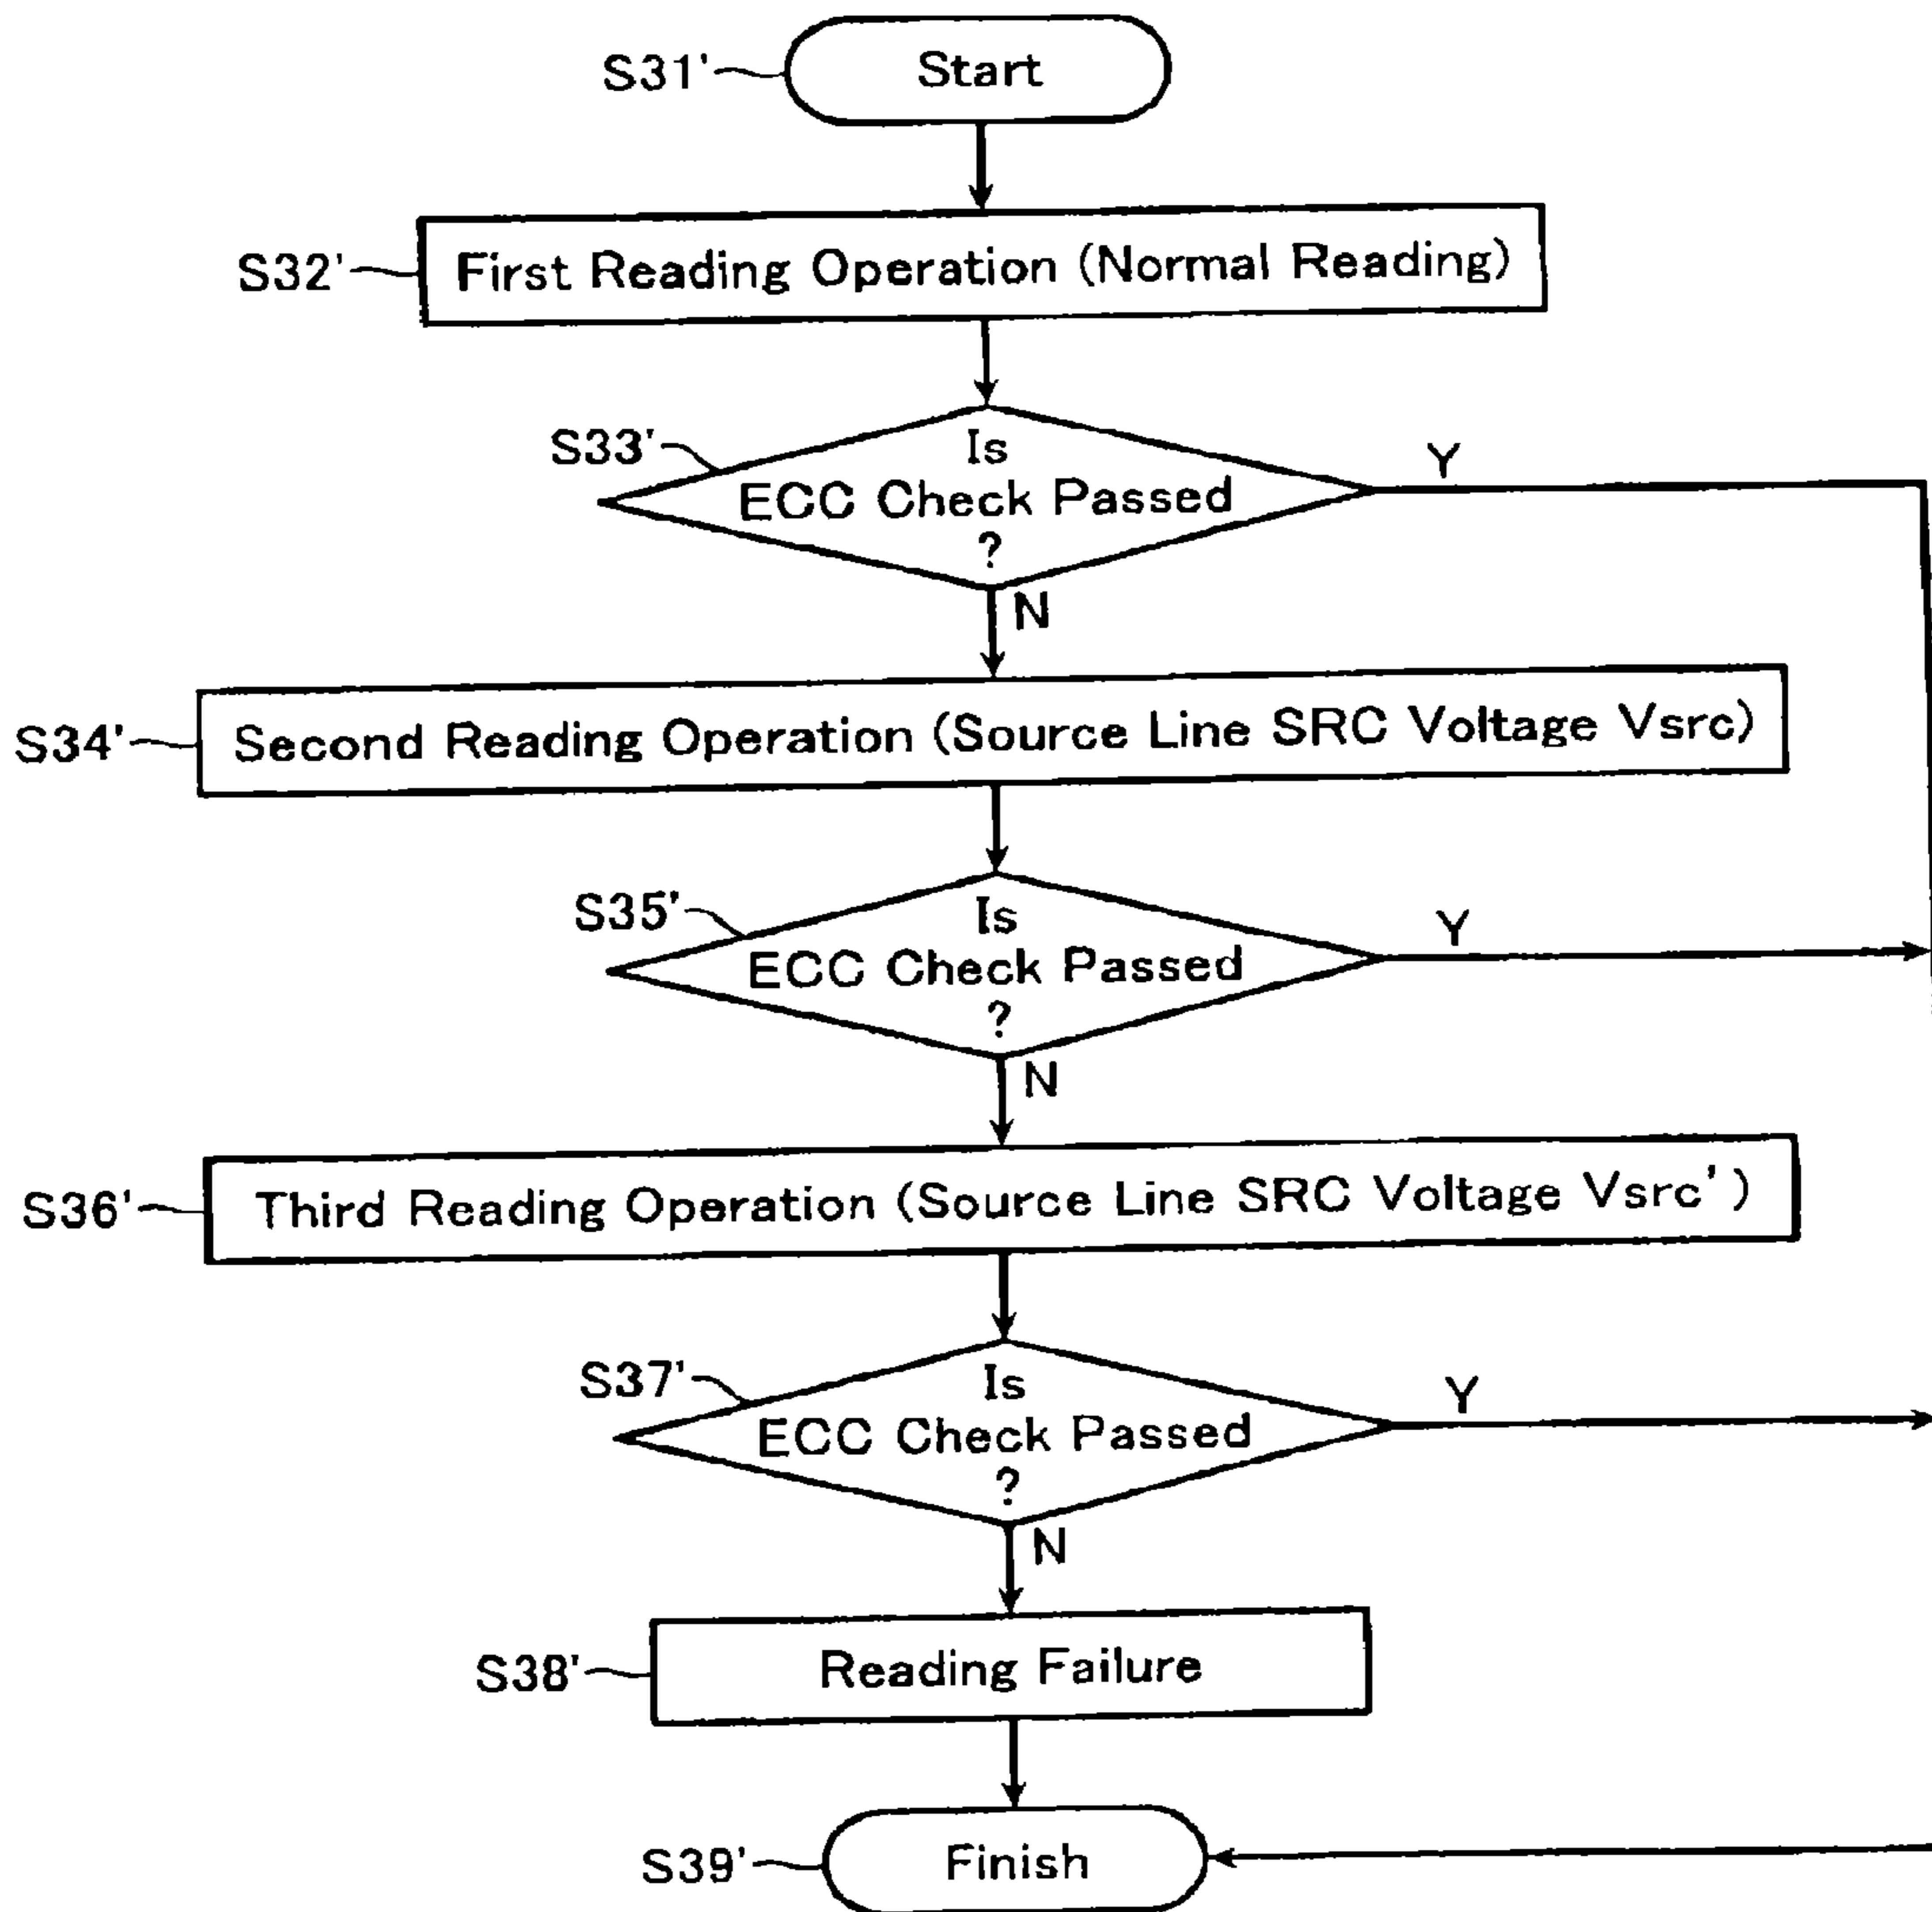 S31' Start
S32' First Reading Operation (Normal Reading)
S33' Is
ECC Check Passed
?
Y
N
S34' Second Reading Operation (Source Line SRC Voltage Vsrc)
S35' Is
ECC Check Passed
?
Y
N
S36' Third Reading Operation (Source Line SRC Voltage Vsrc')
S37' Is
ECC Check Passed
?
Y
N
S38' Reading Failure
S39' Finish